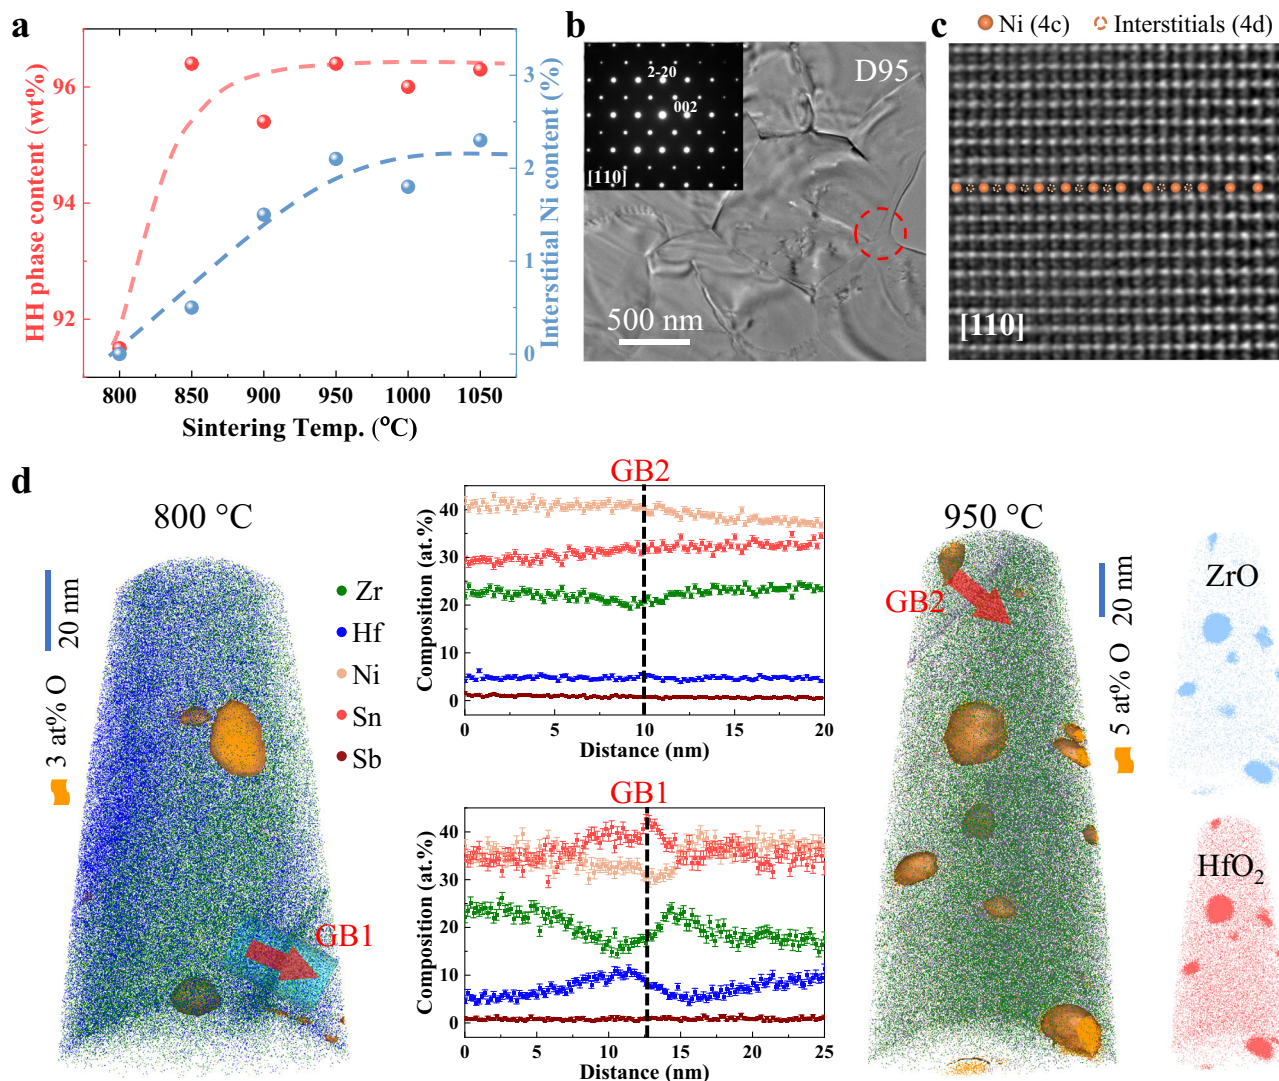 a
HH phase content (wt%)
96
94
92
3
2
1
0
Interstitial Ni content (%)
800 850 900 950 1000 1050
Sintering Temp. (°C)
b
2-20
002
[110]
D95
500 nm
c
Ni (4c) Interstitials (4d)
[110]
d
800 °C
20 nm
3 at% O
GB1
Zr
Hf
Ni
Sn
Sb
GB2
Composition (at.%)
40
30
20
10
0
0 5 10 15 20
Distance (nm)
GB1
Composition (at.%)
40
30
20
10
0
0 5 10 15 20 25
Distance (nm)
950 °C
GB2
20 nm
5 at% O
ZrO
HfO₂